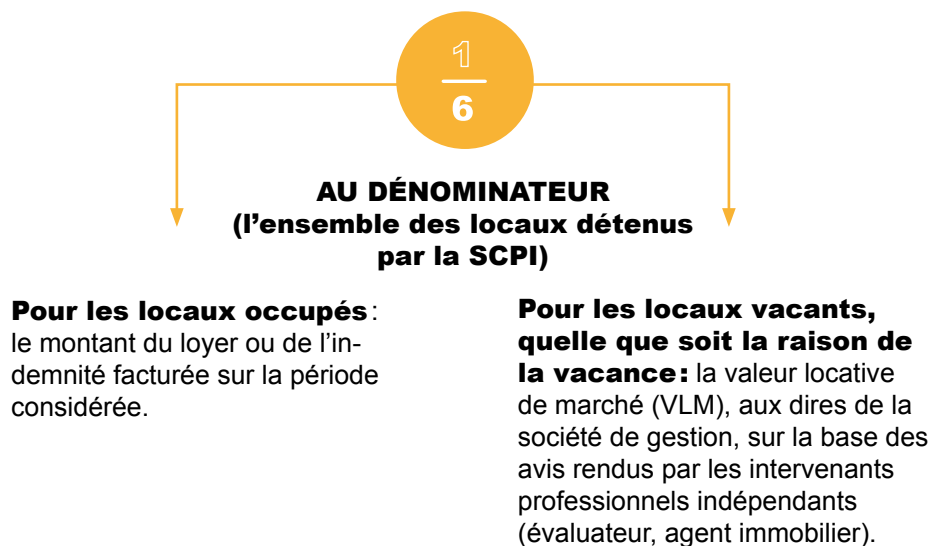 1
6
AU DÉNOMINATEUR
(l’ensemble des locaux détenus
par la SCPI)
Pour les locaux occupés :
le montant du loyer ou de l’in-
demnité facturée sur la période
considérée.
Pour les locaux vacants,
quelle que soit la raison de
la vacance : la valeur locative
de marché (VLM), aux dires de la
société de gestion, sur la base des
avis rendus par les intervenants
professionnels indépendants
(évaluateur, agent immobilier).